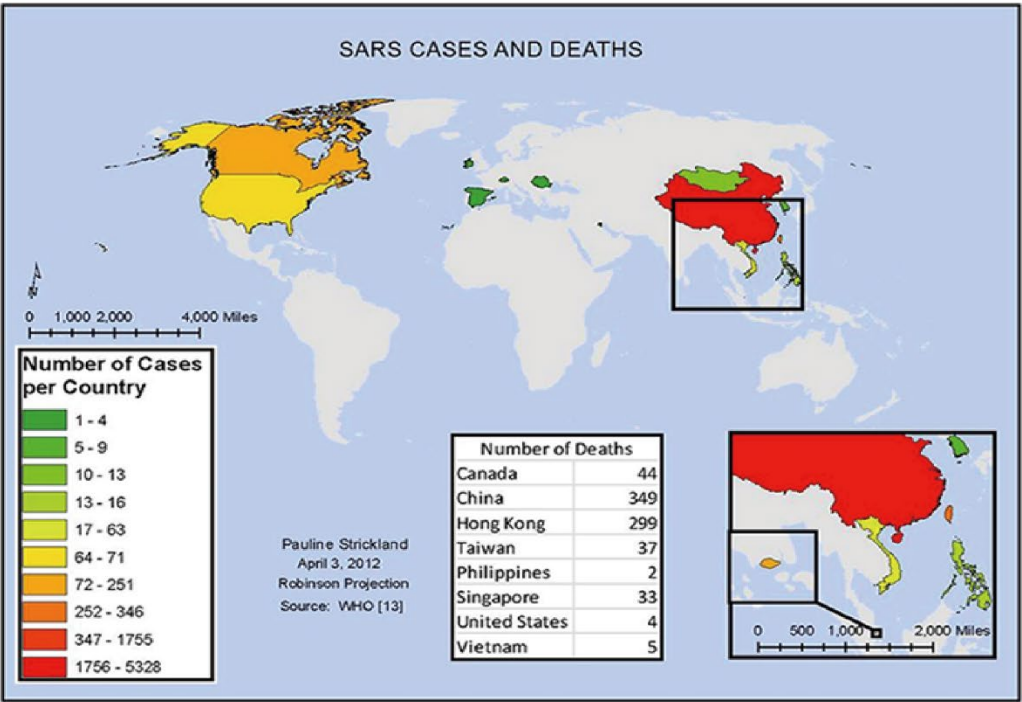 SARS CASES AND DEATHS
0 1,000 2,000 4,000 Miles
Number of Cases
per Country
1 - 4
5 - 9
10 - 13
13 - 16
17 - 63
64 - 71
72 - 251
252 - 346
347 - 1755
1756 - 5328
Pauline Strickland
April 3, 2012
Robinson Projection
Source: WHO [13]
Number of Deaths
Canada 44
China 349
Hong Kong 299
Taiwan 37
Philippines 2
Singapore 33
United States 4
Vietnam 5
0 500 1,000 2,000 Miles